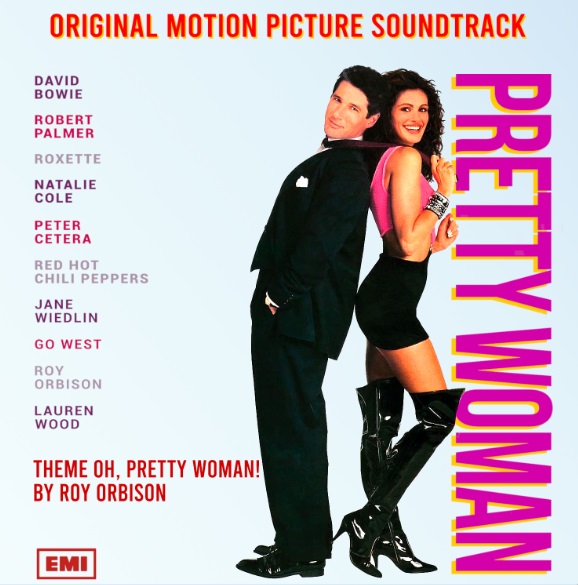 ORIGINAL MOTION PICTURE SOUNDTRACK
DAVID
BOWIE
ROBERT
PALMER
ROXETTE
NATALIE
COLE
PETER
CETERA
RED HOT
CHILI PEPPERS
JANE
WIEDLIN
GO WEST
ROY
ORBISON
LAUREN
WOOD
THEME OH, PRETTY WOMAN!
BY ROY ORBISON
EMI
PRETTY WOMAN